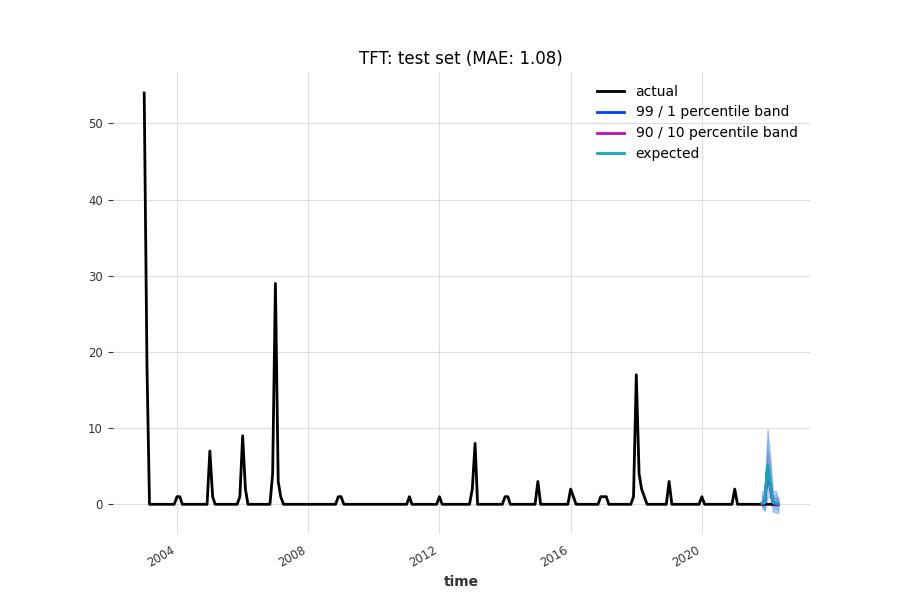 TFT: test set (MAE: 1.08)
actual
99 / 1 percentile band
90 / 10 percentile band
expected
50
40
30
20
10
0
2004
2008
2012
2016
2020
time